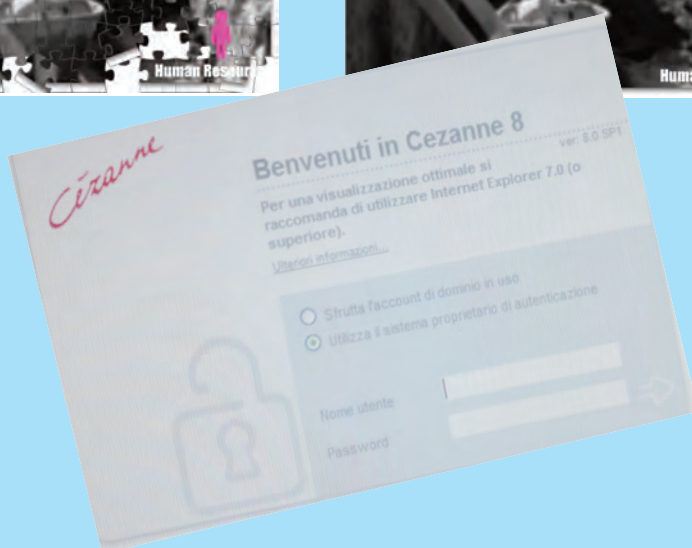 Human Resour
Huma
Cézanne
Benvenuti in Cezanne 8
ver: 8.0 SP1
Per una visualizzazione ottimale si
raccomanda di utilizzare Internet Explorer 7.0 (o
superiore).
Ulteriori informazioni...
Sfrutta l'account di dominio in uso
Utilizza il sistema proprietario di autenticazione
Nome utente
Password